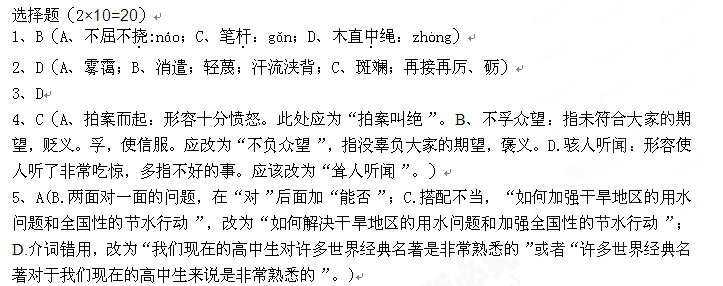 选择题（2×10=20）
1、B（A、不屈不挠:náo；C、笔杆：gǎn；D、木直中绳：zhòng）
2、D（A、雾霭；B、消遣；轻蔑；汗流浃背；C、斑斓；再接再厉、砺）
3、D
4、C（A、拍案而起：形容十分愤怒。此处应为“拍案叫绝 ”。B、不孚众望：指未符合大家的期
望，贬义。孚，使信服。应改为“不负众望 ”，指没辜负大家的期望，褒义。D.骇人听闻：形容使
人听了非常吃惊，多指不好的事。应该改为“耸人听闻 ”。）
5、A(B.两面对一面的问题，在“对 ”后面加“能否 ”；C.搭配不当，“如何加强干旱地区的用水
问题和全国性的节水行动 ”，改为“如何解决干旱地区的用水问题和加强全国性的节水行动 ”；
D.介词错用，改为“我们现在的高中生对许多世界经典名著是非常熟悉的 ”或者“许多世界经典名
著对于我们现在的高中生来说是非常熟悉的 ”。)